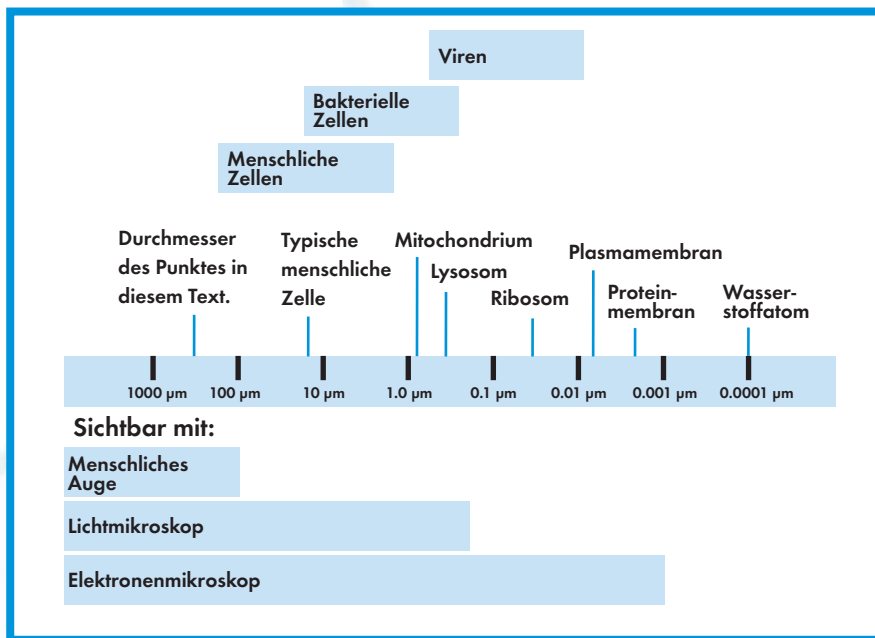 Viren
Bakterielle
Zellen
Menschliche
Zellen
Durchmesser
des Punktes in
diesem Text.
Typische
menschliche
Zelle
Mitochondrium
Lysosom
Ribosom
Plasmamembran
Protein-
membran
Wasser-
stoffatom
1000 µm
100 µm
10 µm
1.0 µm
0.1 µm
0.01 µm
0.001 µm
0.0001 µm
Sichtbar mit:
Menschliches
Auge
Lichtmikroskop
Elektronenmikroskop